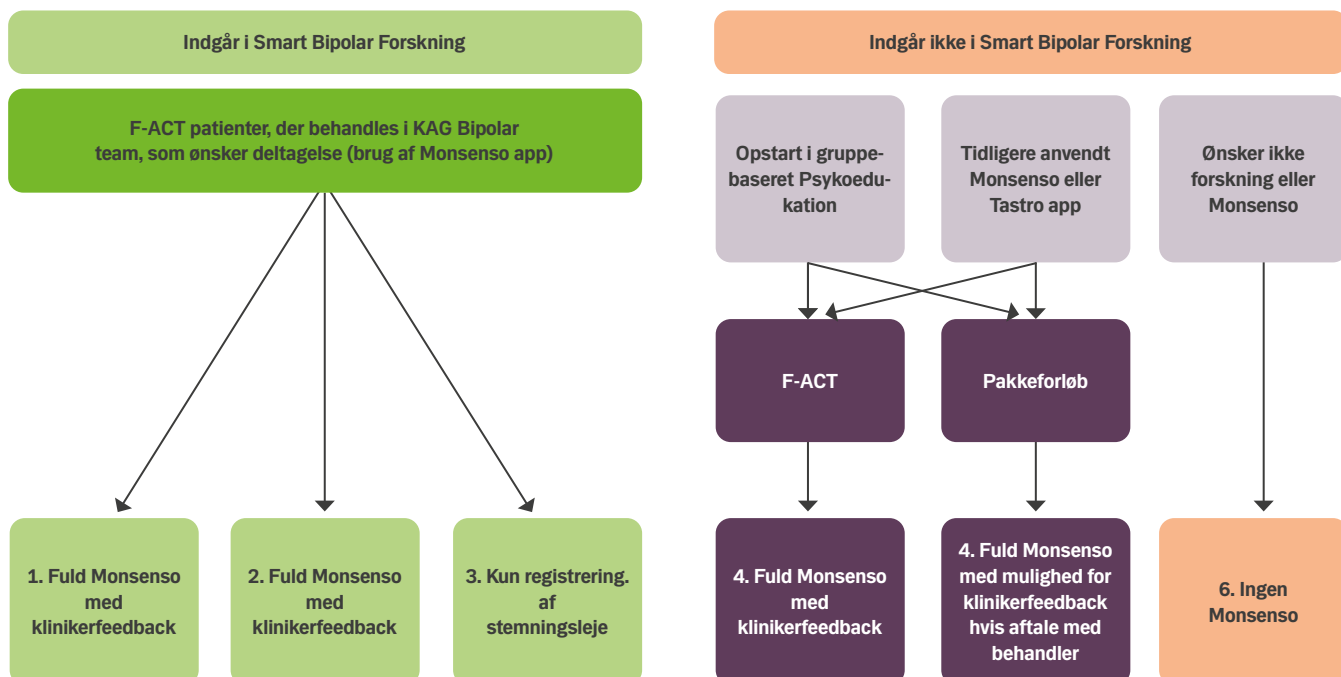 Indgår i Smart Bipolar Forskning
F-ACT patienter, der behandles i KAG Bipolar
team, som ønsker deltagelse (brug af Monsenso app)
1. Fuld Monsenso
med
klinikerfeedback
2. Fuld Monsenso
med
klinikerfeedback
3. Kun registrering.
af
stemningsleje
Indgår ikke i Smart Bipolar Forskning
Opstart i gruppe-
baseret Psykoedu-
kation
Tidligere anvendt
Monsenso eller
Tastro app
Ønsker ikke
forskning eller
Monsenso
F-ACT
Pakkeforløb
4. Fuld Monsenso
med
klinikerfeedback
4. Fuld Monsenso
med mulighed for
klinikerfeedback
hvis aftale med
behandler
6. Ingen
Monsenso